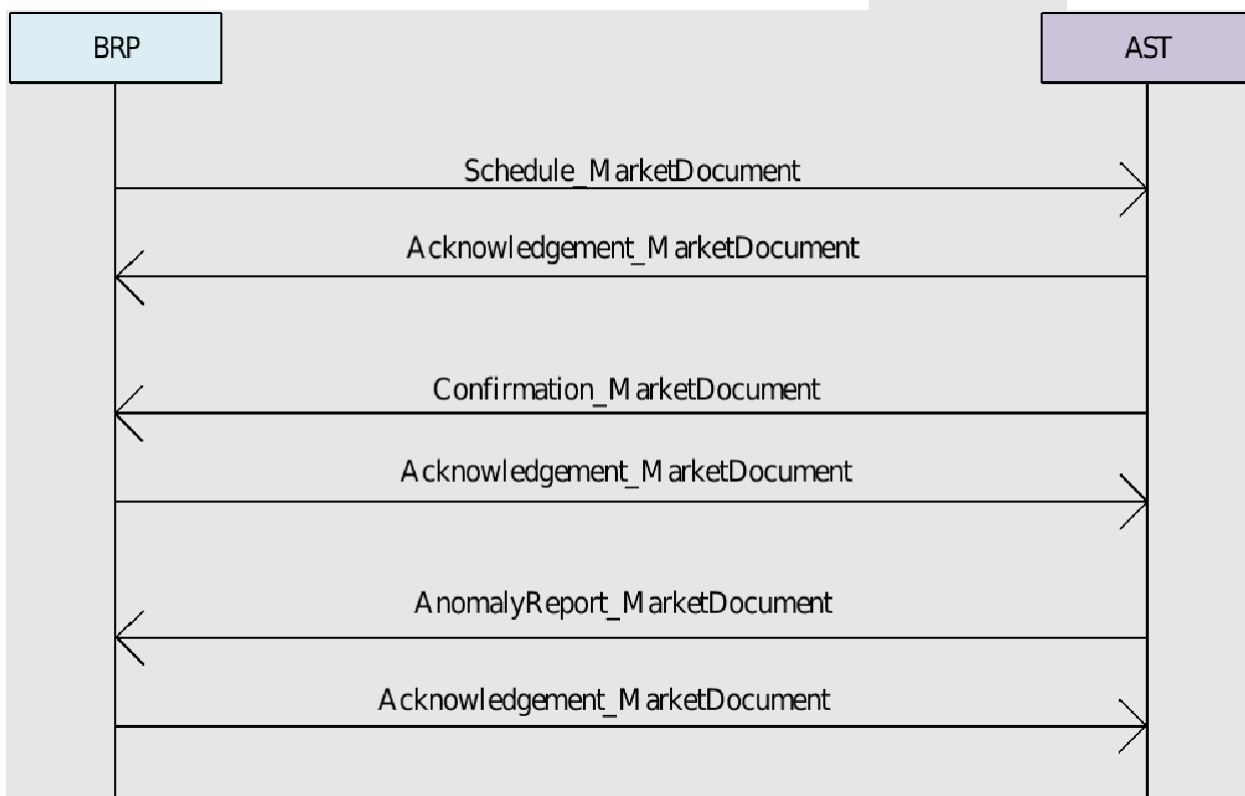 BRP
AST
Schedule_MarketDocument
Acknowledgement_MarketDocument
Confirmation_MarketDocument
Acknowledgement_MarketDocument
AnomalyReport_MarketDocument
Acknowledgement_MarketDocument